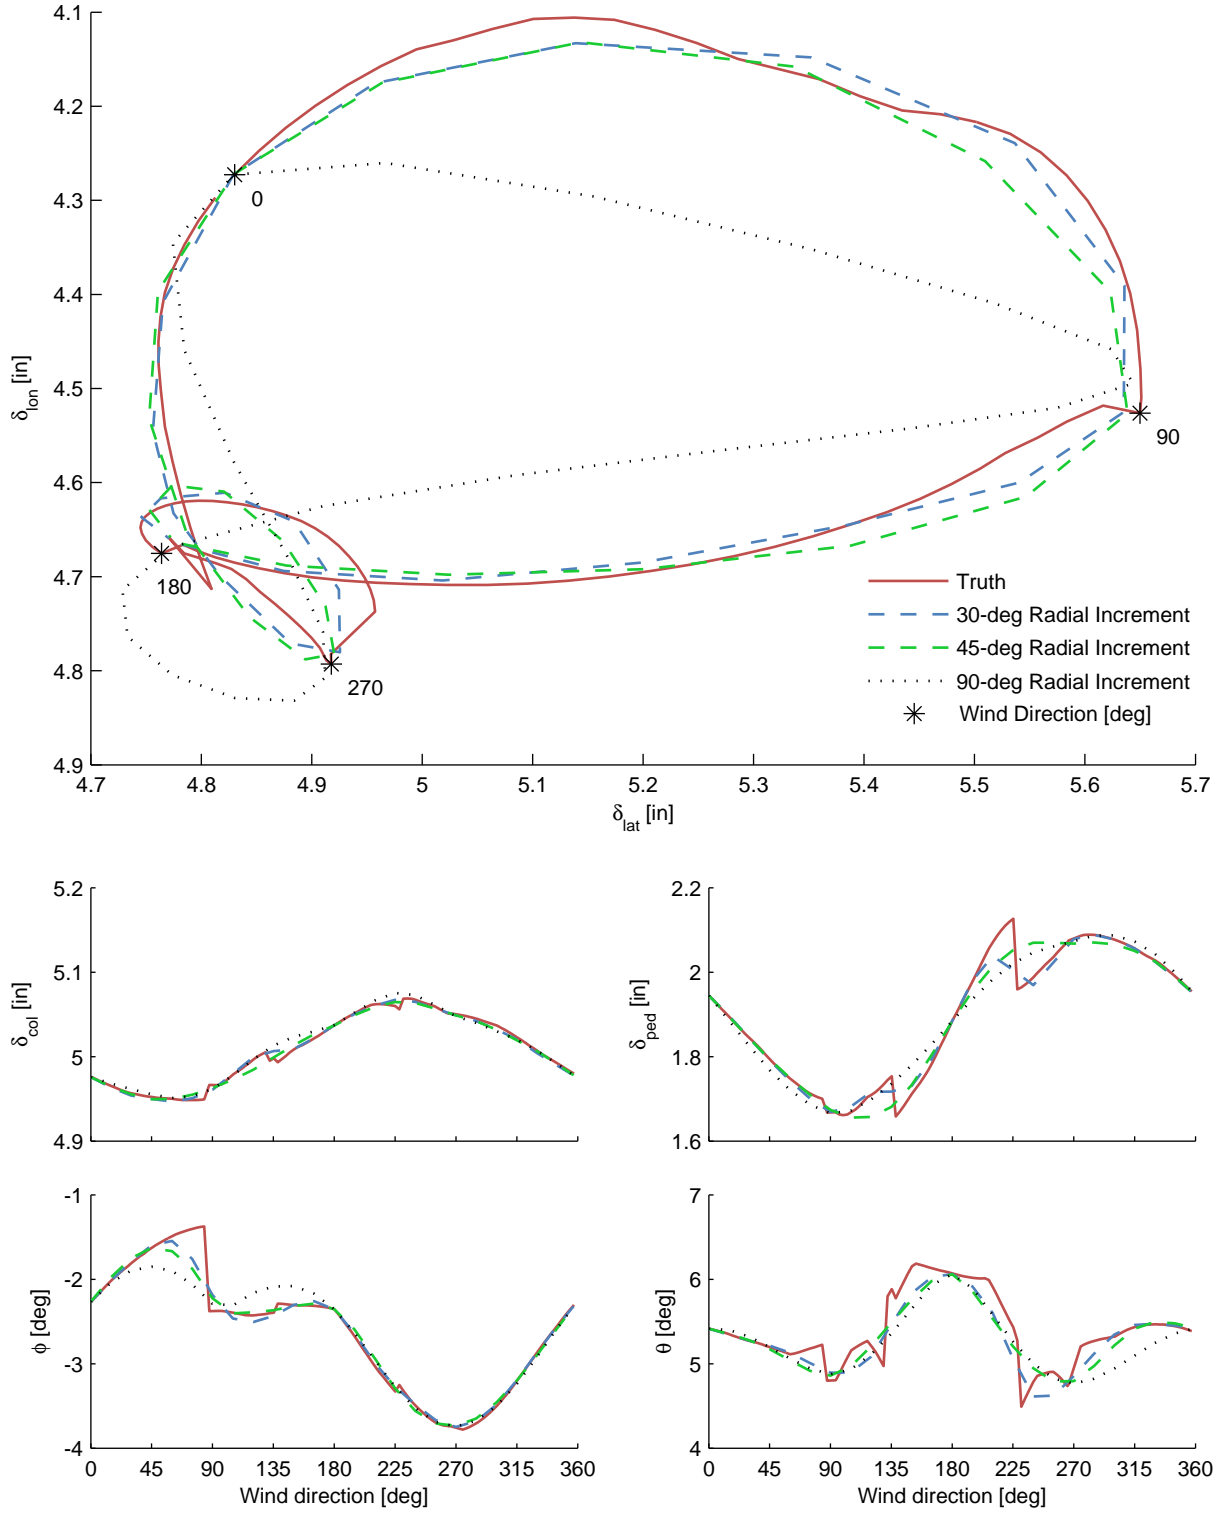 4.1
4.2
4.3
4.4
4.5
4.6
4.7
4.8
4.9
δlon [in]
0
90
180
270
Truth
30-deg Radial Increment
45-deg Radial Increment
90-deg Radial Increment
Wind Direction [deg]
4.7 4.8 4.9 5 5.1 5.2 5.3 5.4 5.5 5.6 5.7
δlat [in]
5.2
5.1
5
4.9
δcol [in]
2.2
2
1.8
1.6
δped [in]
-1
-2
-3
-4
ϕ [deg]
0 45 90 135 180 225 270 315 360
Wind direction [deg]
7
6
5
4
θ [deg]
0 45 90 135 180 225 270 315 360
Wind direction [deg]